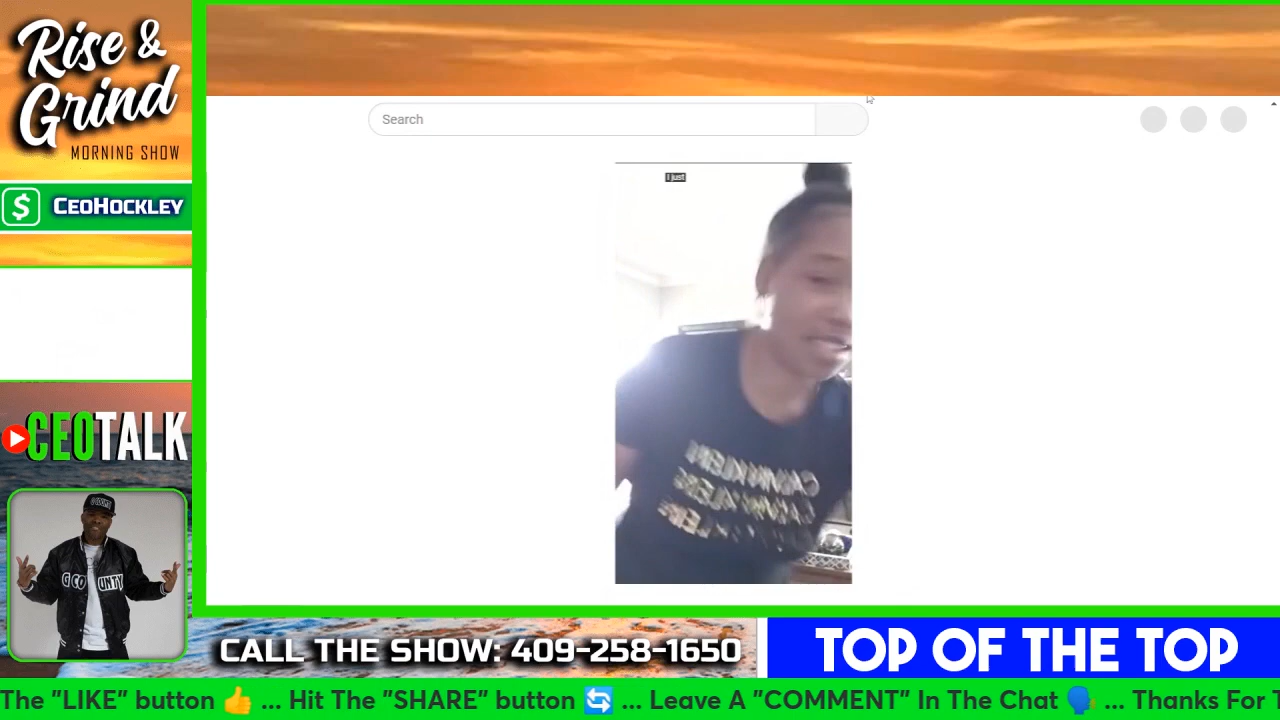 Rise &
Grind
MORNING SHOW
$ CEOHOCKLEY
CEOTALK
G COUNTY
Search
I just
CALL THE SHOW: 409-258-1650
TOP OF THE TOP
The "LIKE" button 👍 ... Hit The "SHARE" button 🔄 ... Leave A "COMMENT" In The Chat 🗣 ... Thanks For T